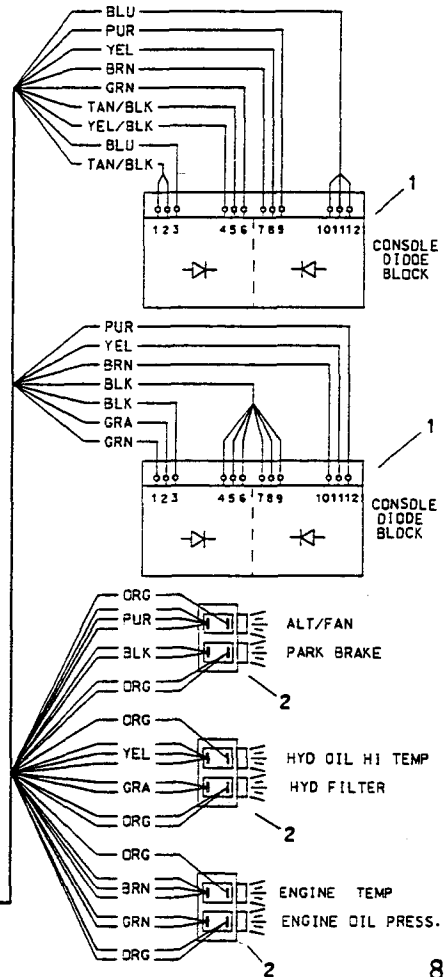 BLU
PUR
YEL
BRN
GRN
TAN/BLK
YEL/BLK
BLU
TAN/BLK
1
1 2 3 4 5 6 7 8 9 10 11 12
CONSOLE
DIODE
BLOCK
PUR
YEL
BRN
BLK
BLK
GRA
GRN
1
1 2 3 4 5 6 7 8 9 10 11 12
CONSOLE
DIODE
BLOCK
ORG
PUR ALT/FAN
BLK PARK BRAKE
ORG
2
ORG
YEL HYD OIL HI TEMP
GRA HYD FILTER
ORG
2
ORG
BRN ENGINE TEMP
GRN ENGINE OIL PRESS.
ORG
2
8